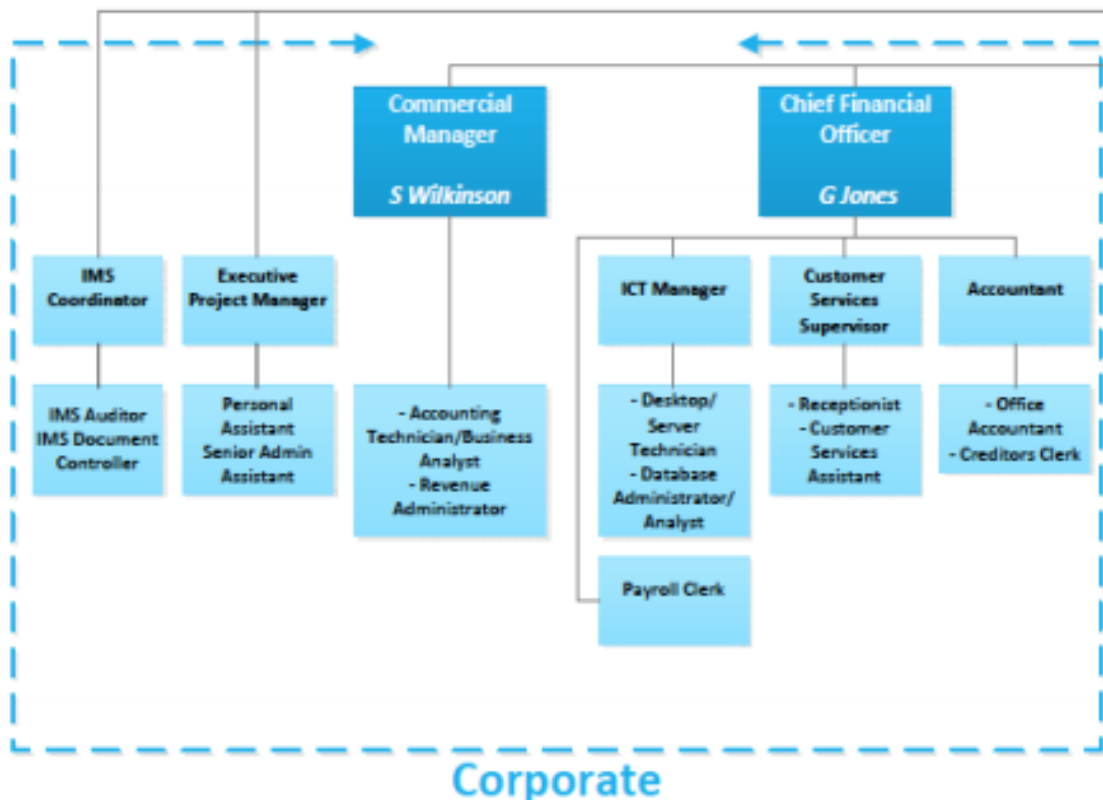 Commercial
Manager
S Wilkinson
Chief Financial
Officer
G Jones
IMS
Coordinator
Executive
Project Manager
ICT Manager
Customer
Services
Supervisor
Accountant
IMS Auditor
IMS Document
Controller
Personal
Assistant
Senior Admin
Assistant
- Accounting
Technician/Business
Analyst
- Revenue
Administrator
- Desktop/
Server
Technician
- Database
Administrator/
Analyst
- Receptionist
- Customer
Services
Assistant
- Office
Accountant
- Creditors Clerk
Payroll Clerk
Corporate